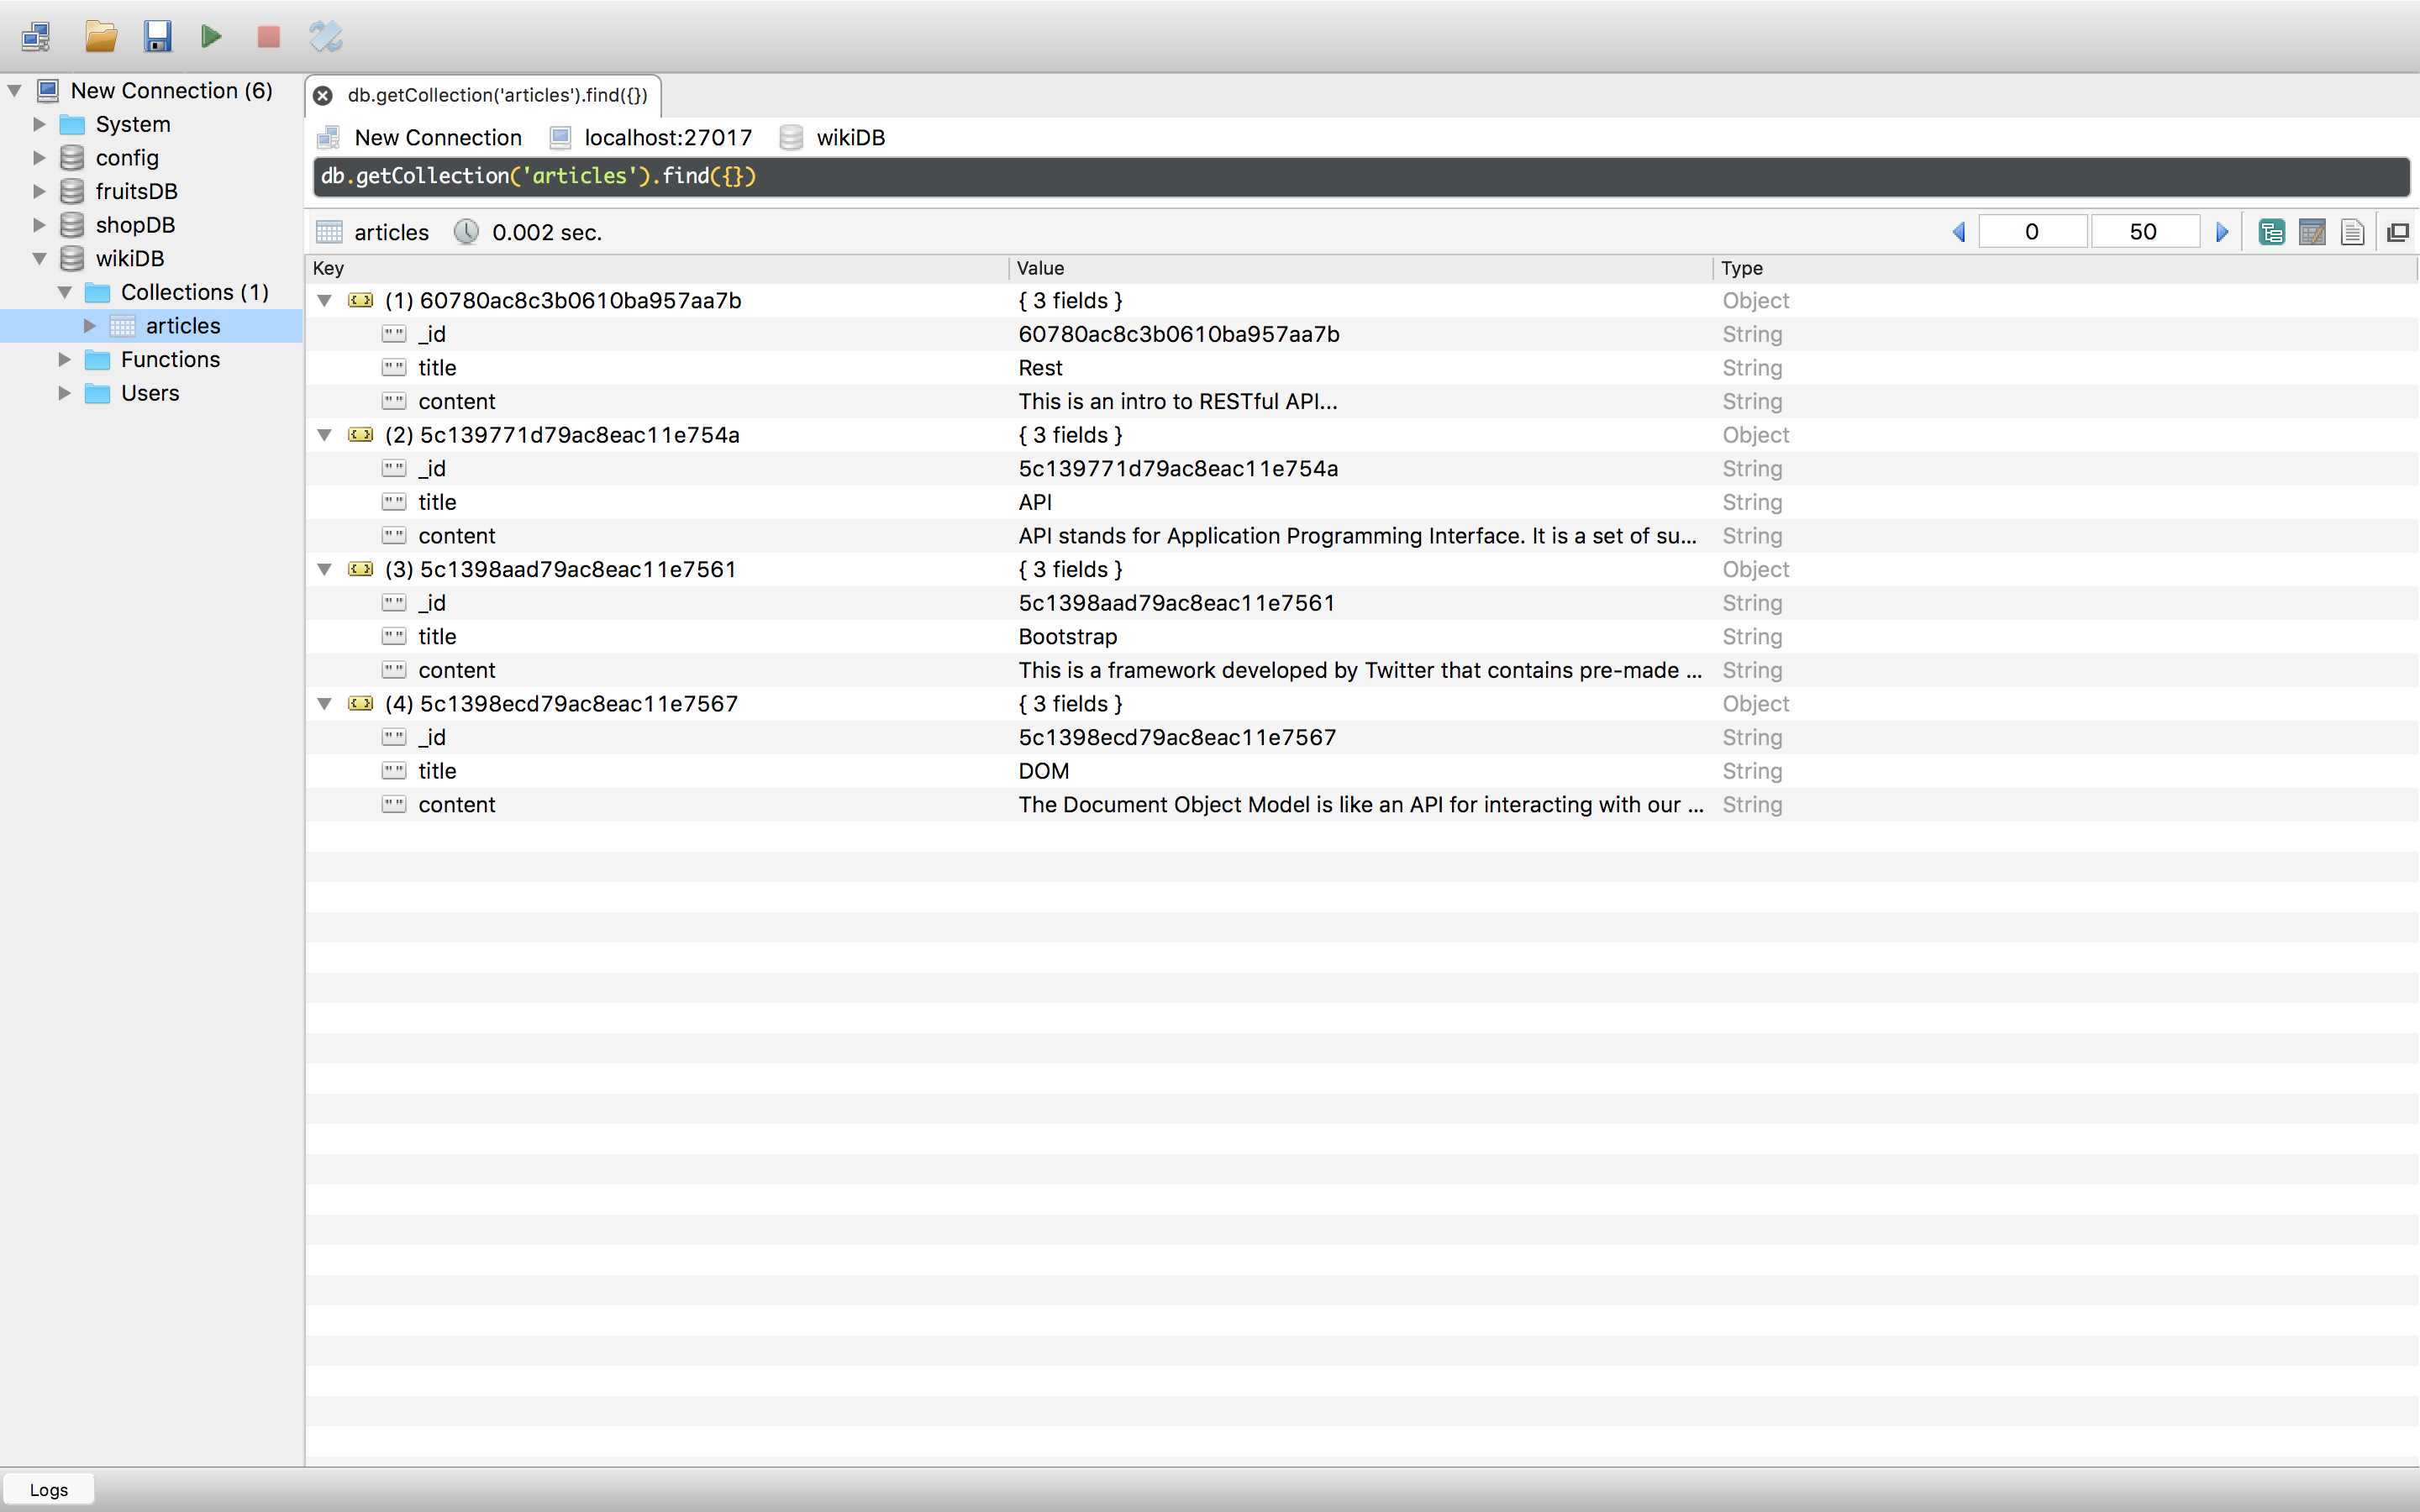 New Connection (6)
System
config
fruitsDB
shopDB
wikiDB
Collections (1)
articles
Functions
Users
db.getCollection('articles').find({})
New Connection localhost:27017 wikiDB
db.getCollection('articles').find({})
articles 0.002 sec. 0 50
Key Value Type
(1) 60780ac8c3b0610ba957aa7b { 3 fields } Object
_id 60780ac8c3b0610ba957aa7b String
title Rest String
content This is an intro to RESTful API... String
(2) 5c139771d79ac8eac11e754a { 3 fields } Object
_id 5c139771d79ac8eac11e754a String
title API String
content API stands for Application Programming Interface. It is a set of su... String
(3) 5c1398aad79ac8eac11e7561 { 3 fields } Object
_id 5c1398aad79ac8eac11e7561 String
title Bootstrap String
content This is a framework developed by Twitter that contains pre-made ... String
(4) 5c1398ecd79ac8eac11e7567 { 3 fields } Object
_id 5c1398ecd79ac8eac11e7567 String
title DOM String
content The Document Object Model is like an API for interacting with our ... String
Logs